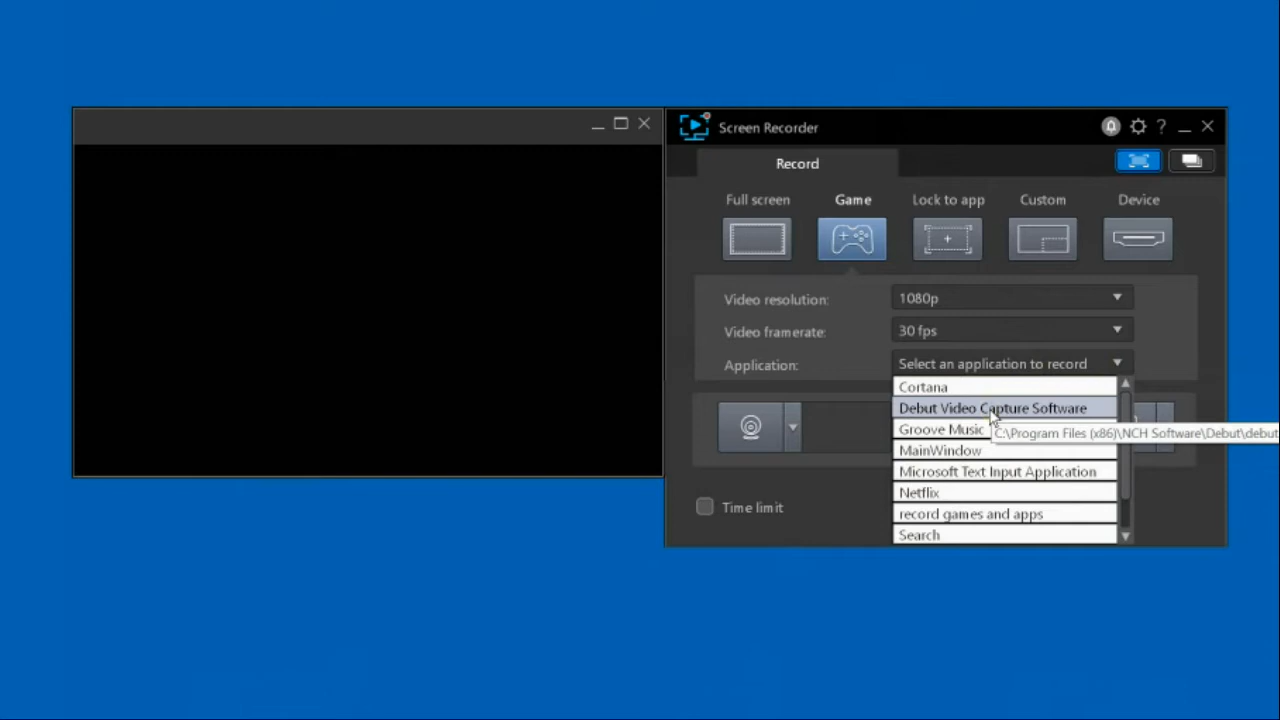 Screen Recorder
?
Record
Full screen Game Lock to app Custom Device
Video resolution: 1080p
Video framerate: 30 fps
Application: Select an application to record
Cortana
Debut Video Capture Software
Groove Music
C:\Program Files (x86)\NCH Software\Debut\debut
MainWindow
Microsoft Text Input Application
Netflix
Time limit
record games and apps
Search